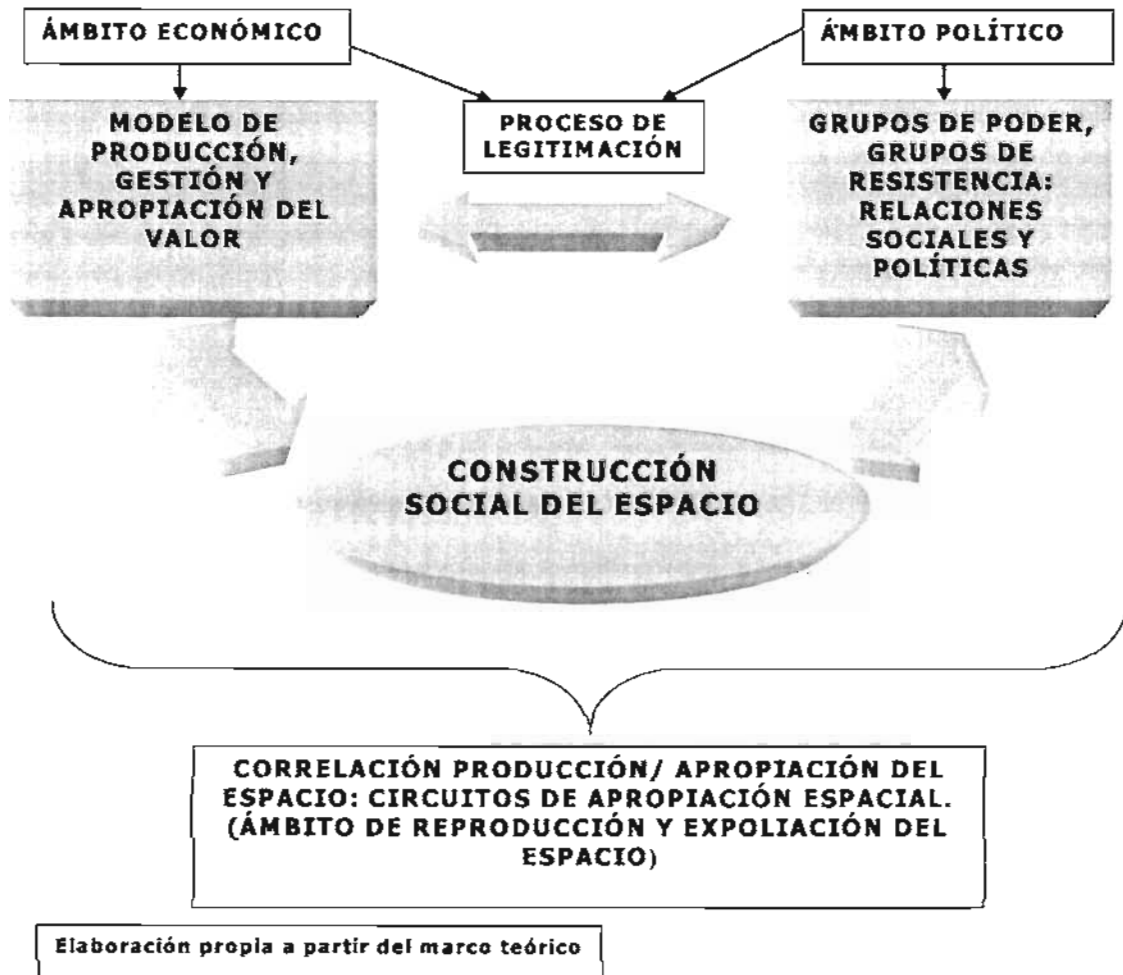 ÁMBITO ECONÓMICO
ÁMBITO POLÍTICO
MODELO DE
PRODUCCIÓN,
GESTIÓN Y
APROPIACIÓN DEL
VALOR
PROCESO DE
LEGITIMACIÓN
GRUPOS DE PODER,
GRUPOS DE
RESISTENCIA:
RELACIONES
SOCIALES Y
POLÍTICAS
CONSTRUCCIÓN
SOCIAL DEL ESPACIO
CORRELACIÓN PRODUCCIÓN/ APROPIACIÓN DEL
ESPACIO: CIRCUITOS DE APROPIACIÓN ESPACIAL.
(ÁMBITO DE REPRODUCCIÓN Y EXPOLIACIÓN DEL
ESPACIO)
Elaboración propia a partir del marco teórico